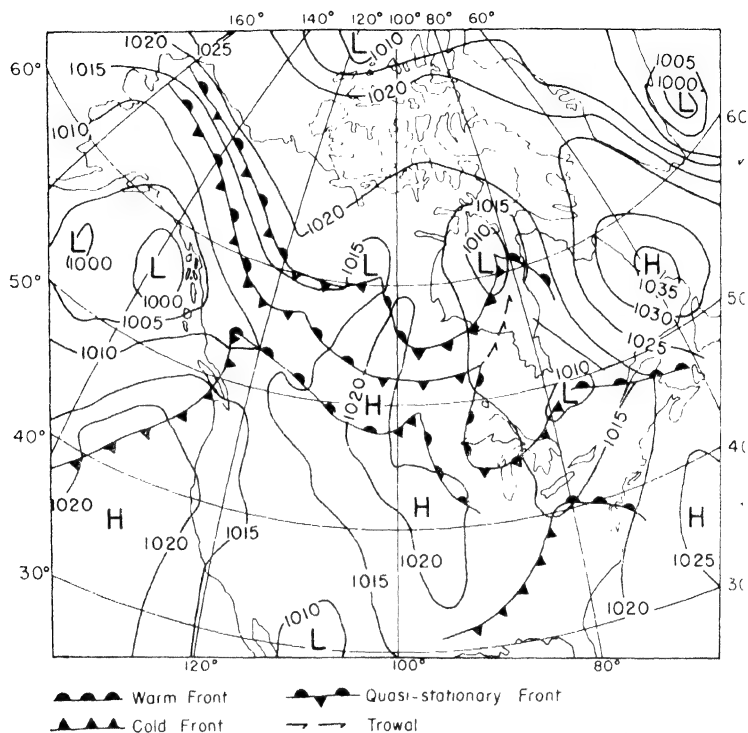 160° 140° 120° 100° 80° 60°
1020 1025 L 1010
1015 1005
60° 1020 1000
L
60
1010
1020 1015
L 1015 1010
1000 L L L H
50° 1000 1035
1005 1030 50
1010 1025
1010
1020 H L
1015
40° 40
1020 H H H
1020 1015 1020 1025
30° 1015 30
1020
1010
L
120° 100° 80°
Warm Front Quasi-stationary Front
Cold Front Trowal